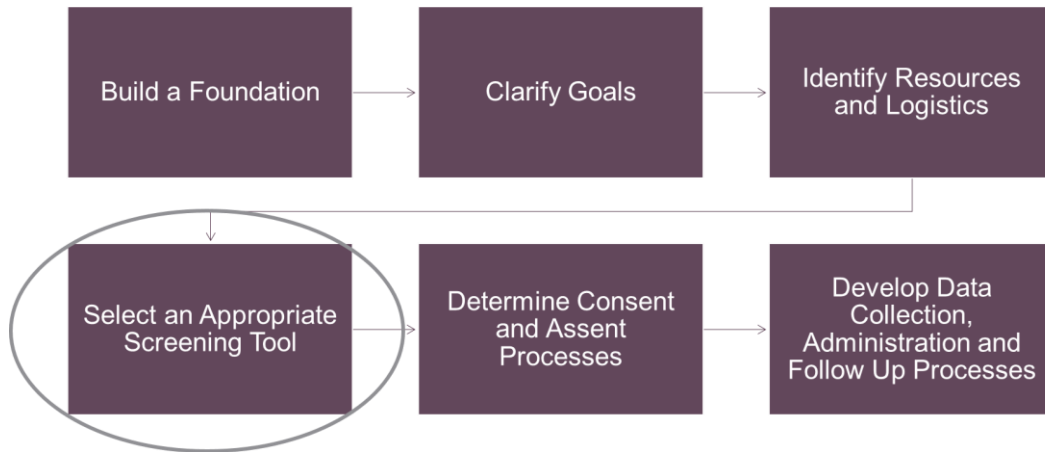 Build a Foundation
Clarify Goals
Identify Resources
and Logistics
Select an Appropriate
Screening Tool
Determine Consent
and Assent
Processes
Develop Data
Collection,
Administration and
Follow Up Processes